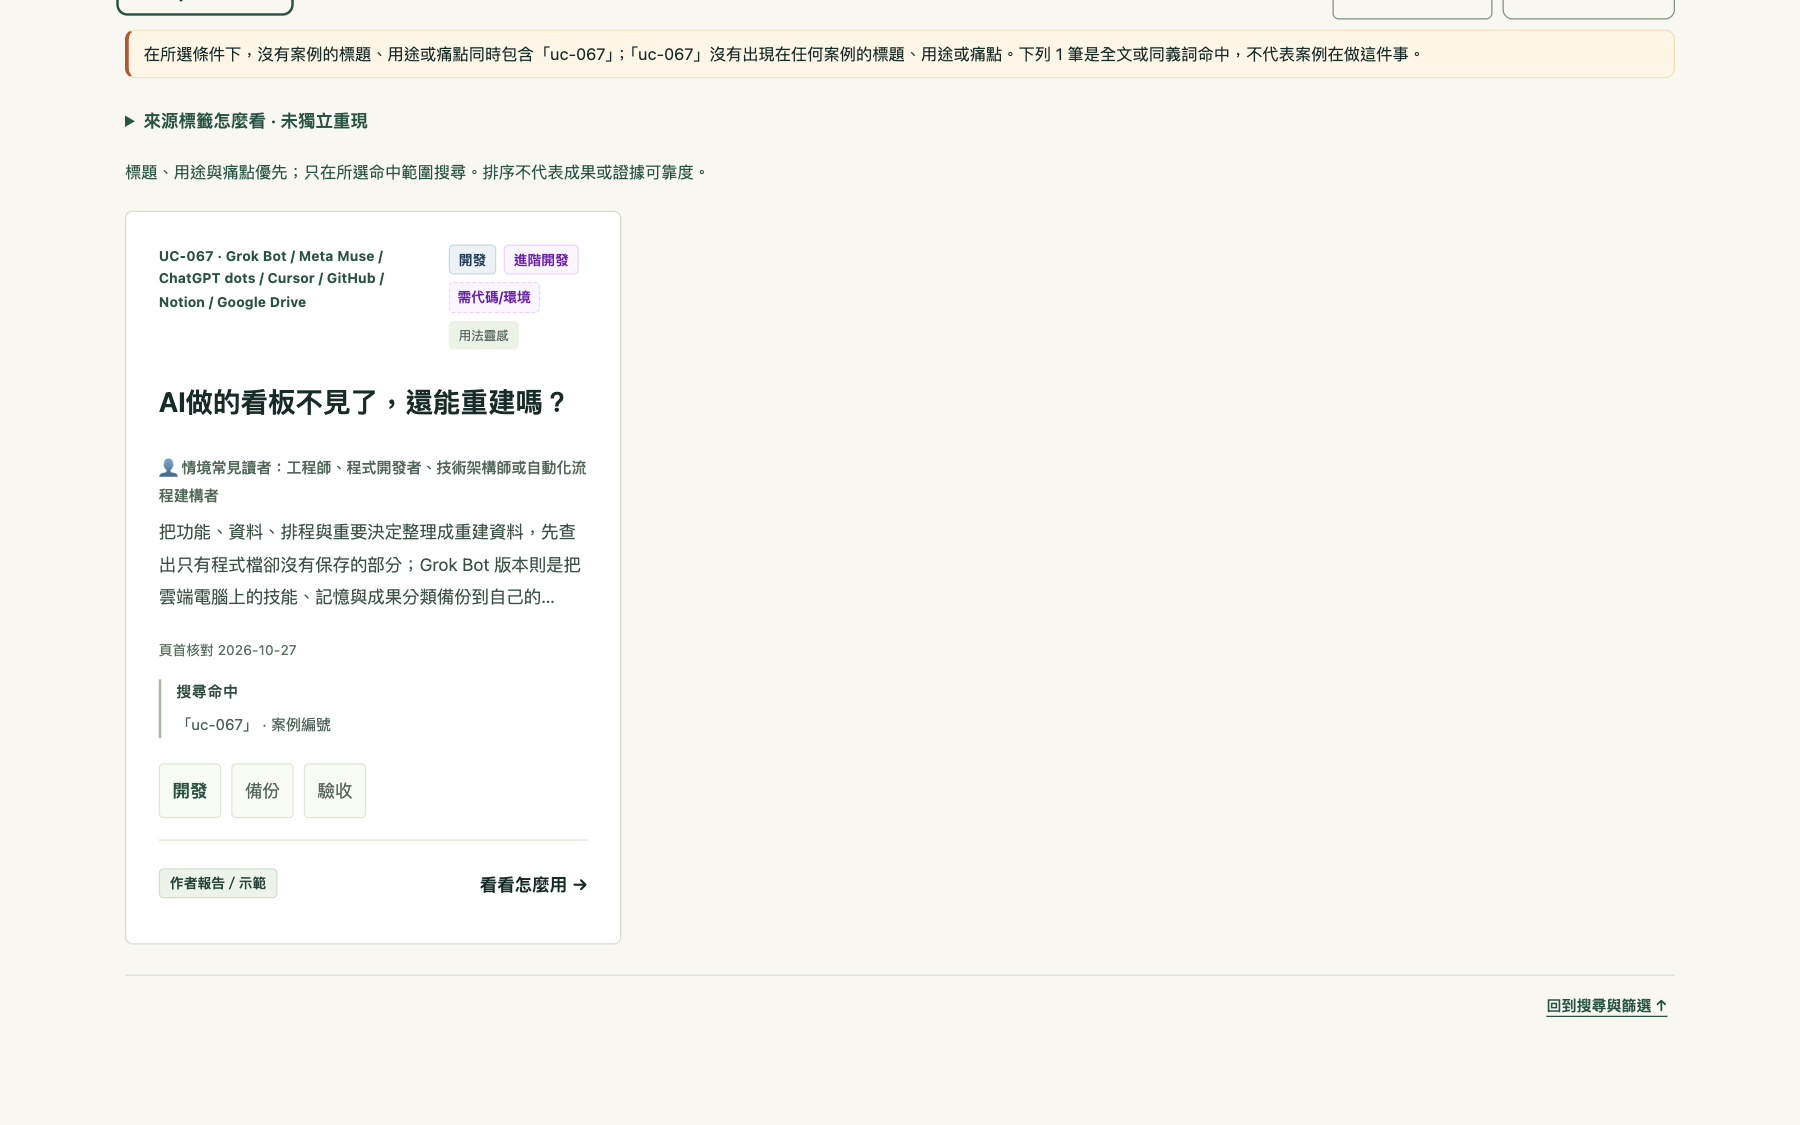 在所選條件下，沒有案例的標題、用途或痛點同時包含「uc-067」；「uc-067」沒有出現在任何案例的標題、用途或痛點。下列 1 筆是全文或同義詞命中，不代表案例在做這件事。
▶ 來源標籤怎麼看 · 未獨立重現
標題、用途與痛點優先；只在所選命中範圍搜尋。排序不代表成果或證據可靠度。
UC-067 · Grok Bot / Meta Muse /
ChatGPT dots / Cursor / GitHub /
Notion / Google Drive
開發
進階開發
需代碼/環境
用法靈感
AI做的看板不見了，還能重建嗎？
👤 情境常見讀者：工程師、程式開發者、技術架構師或自動化流
程建構者
把功能、資料、排程與重要決定整理成重建資料，先查
出只有程式檔卻沒有保存的部分；Grok Bot 版本則是把
雲端電腦上的技能、記憶與成果分類備份到自己的...
頁首核對 2026-10-27
搜尋命中
「uc-067」 · 案例編號
開發
備份
驗收
作者報告 / 示範
看看怎麼用 →
回到搜尋與篩選 ↑